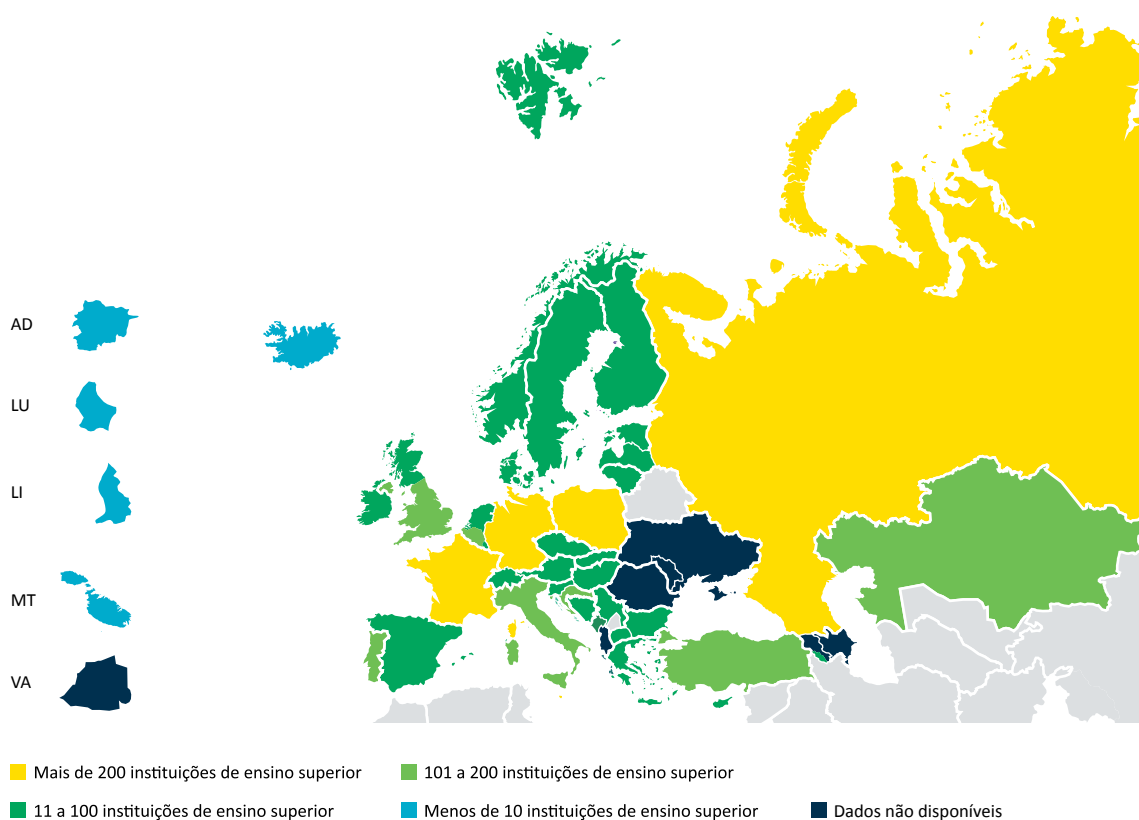 AD
LU
LI
MT
VA
Mais de 200 instituições de ensino superior
101 a 200 instituições de ensino superior
11 a 100 instituições de ensino superior
Menos de 10 instituições de ensino superior
Dados não disponíveis